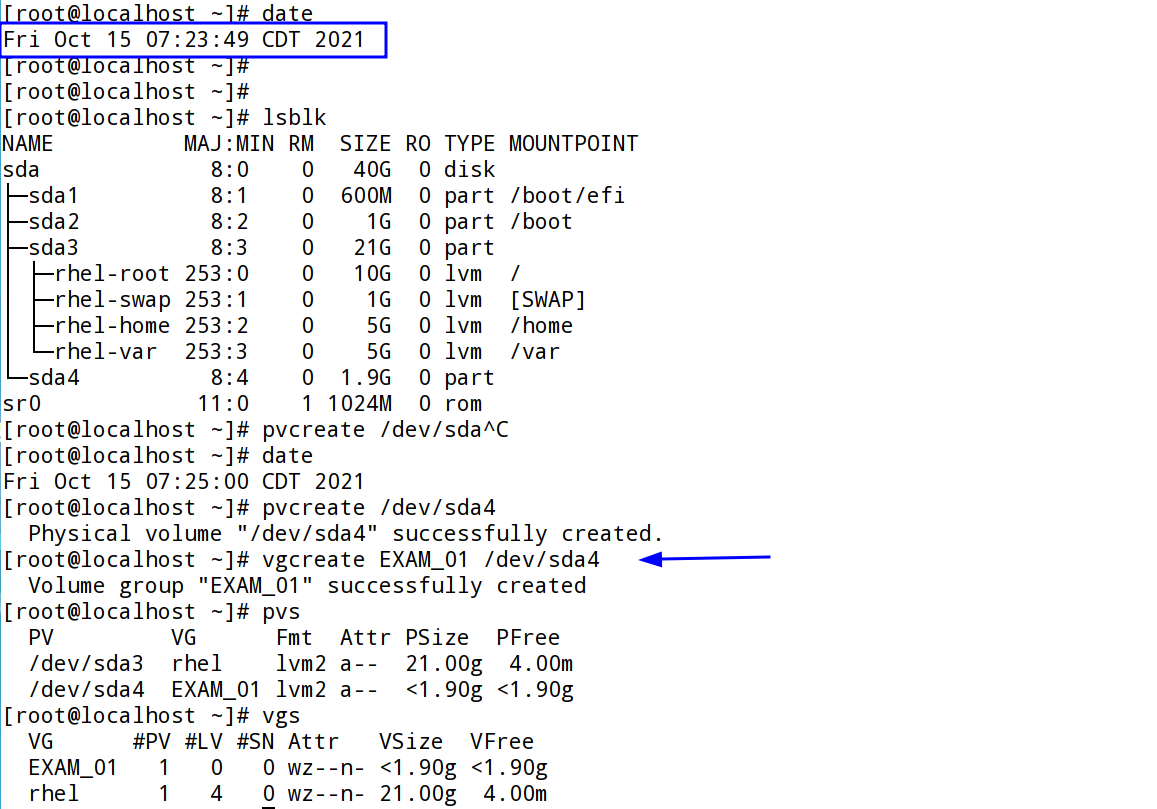 [root@localhost ~]# date
Fri Oct 15 07:23:49 CDT 2021
[root@localhost ~]#
[root@localhost ~]#
[root@localhost ~]# lsblk
NAME          MAJ:MIN RM  SIZE RO TYPE MOUNTPOINT
sda             8:0    0   40G  0 disk
├─sda1          8:1    0  600M  0 part /boot/efi
├─sda2          8:2    0    1G  0 part /boot
├─sda3          8:3    0   21G  0 part
│ ├─rhel-root 253:0    0   10G  0 lvm  /
│ ├─rhel-swap 253:1    0    1G  0 lvm  [SWAP]
│ ├─rhel-home 253:2    0    5G  0 lvm  /home
│ └─rhel-var  253:3    0    5G  0 lvm  /var
└─sda4          8:4    0  1.9G  0 part
sr0            11:0    1 1024M  0 rom
[root@localhost ~]# pvcreate /dev/sda^C
[root@localhost ~]# date
Fri Oct 15 07:25:00 CDT 2021
[root@localhost ~]# pvcreate /dev/sda4
  Physical volume "/dev/sda4" successfully created.
[root@localhost ~]# vgcreate EXAM_01 /dev/sda4
  Volume group "EXAM_01" successfully created
[root@localhost ~]# pvs
  PV         VG      Fmt  Attr PSize  PFree
  /dev/sda3  rhel    lvm2 a--  21.00g  4.00m
  /dev/sda4  EXAM_01 lvm2 a--  <1.90g <1.90g
[root@localhost ~]# vgs
  VG      #PV #LV #SN Attr   VSize  VFree
  EXAM_01   1   0   0 wz--n- <1.90g <1.90g
  rhel      1   4   0 wz--n- 21.00g  4.00m